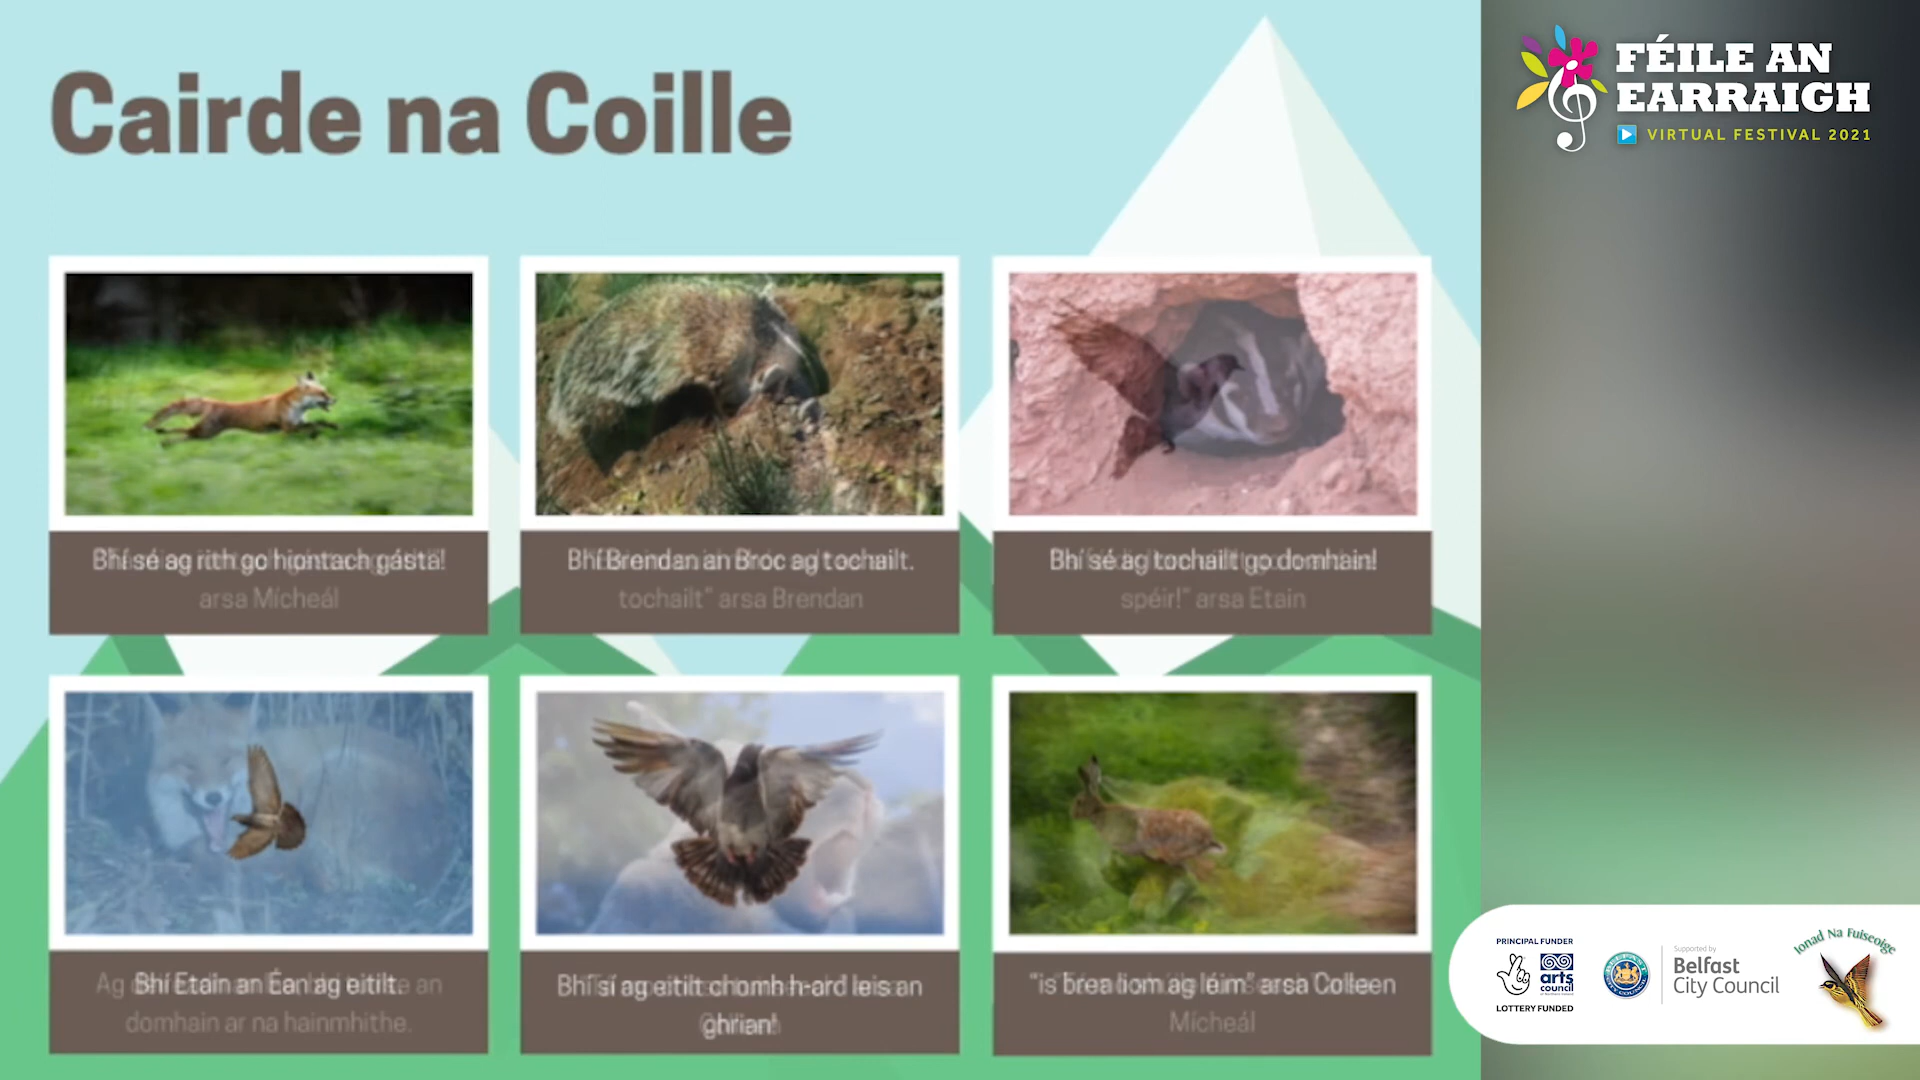 Cairde na Coille
FÉILE AN
EARRAIGH
VIRTUAL FESTIVAL 2021
Bhí sé ag rith go hiontach gásta!
arsa Mícheál
Bhí Brendan an Broc ag tochailt.
tochailt" arsa Brendan
Bhí sé ag tochailt go domhain!
spéir!" arsa Etain
Bhí Etain an Éan ag eitilt.
domhain ar na hainmhithe.
Bhí sí ag eitilt chomh h-ard leis an
ghrian!
"is brea liom ag léim" arsa Colleen
Mícheál
PRINCIPAL FUNDER
arts
council
LOTTERY FUNDED
Supported by
Belfast
City Council
Ionad Na Fuiseoige